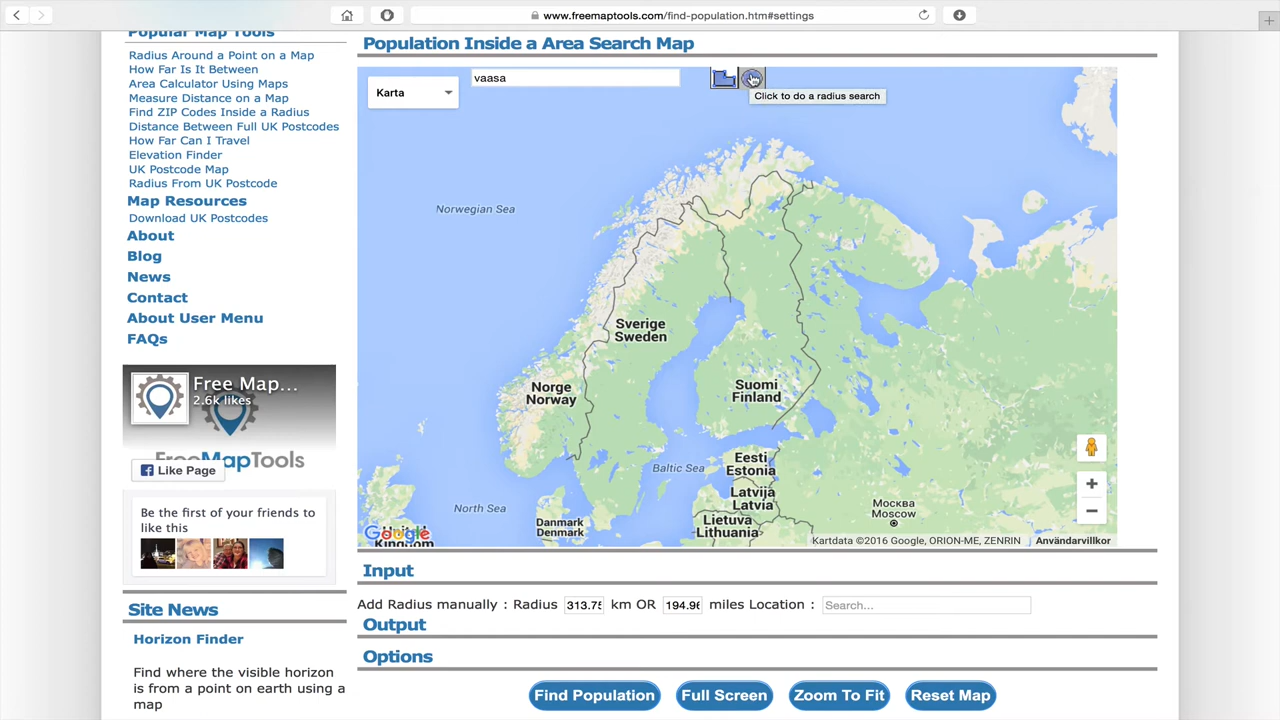 www.freemaptools.com/find-population.htm#settings
Popular Map Tools
Radius Around a Point on a Map
How Far Is It Between
Area Calculator Using Maps
Measure Distance on a Map
Find ZIP Codes Inside a Radius
Distance Between Full UK Postcodes
How Far Can I Travel
Elevation Finder
UK Postcode Map
Radius From UK Postcode
Map Resources
Download UK Postcodes
About
Blog
News
Contact
About User Menu
FAQs
Free Map...
2.6k likes
FreeMapTools
Like Page
Be the first of your friends to
like this
Site News
Horizon Finder
Find where the visible horizon
is from a point on earth using a
map
Population Inside a Area Search Map
Karta
vaasa
Click to do a radius search
Norwegian Sea
Sverige
Sweden
Norge
Norway
Suomi
Finland
Eesti
Estonia
Baltic Sea
Latvija
Latvia
Москва
Moscow
North Sea
Danmark
Denmark
Lietuva
Lithuania
Google
United
Kingdom
Kartdata ©2016 Google, ORION-ME, ZENRIN
Användarvillkor
Input
Add Radius manually : Radius 313.75 km OR 194.96 miles Location : Search...
Output
Options
Find Population
Full Screen
Zoom To Fit
Reset Map